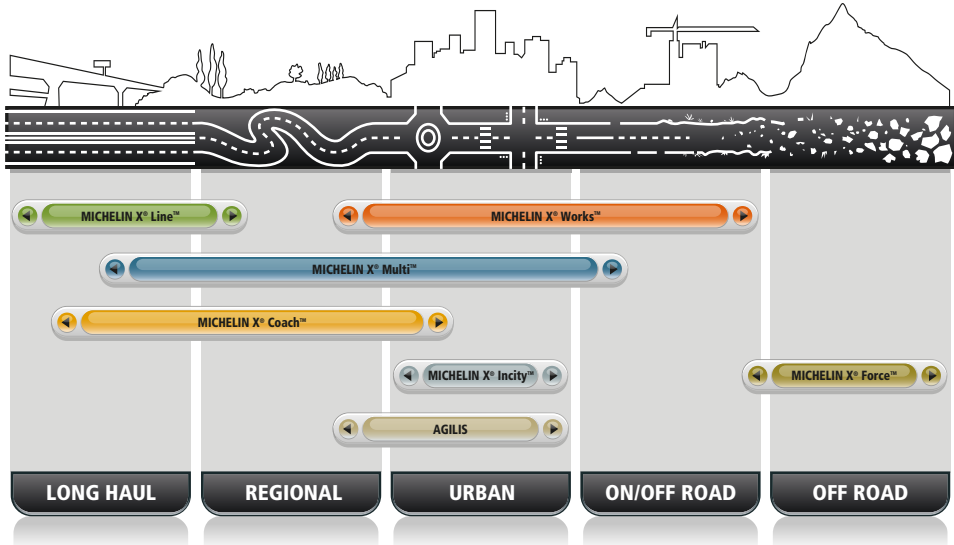 MICHELIN X® Line™
MICHELIN X® Works™
MICHELIN X® Multi™
MICHELIN X® Coach™
MICHELIN X® Incity™
MICHELIN X® Force™
AGILIS
LONG HAUL
REGIONAL
URBAN
ON/OFF ROAD
OFF ROAD